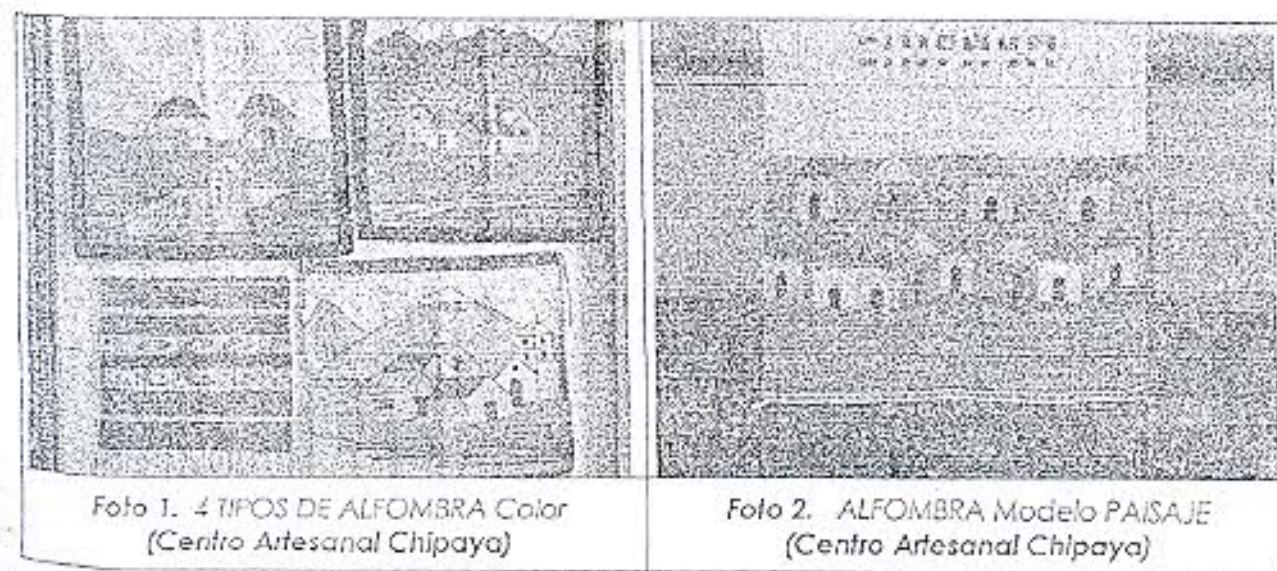 Foto 1. 4 TIPOS DE ALFOMBRA Color
(Centro Artesanal Chipaya)
Foto 2. ALFOMBRA Modelo PAISAJE
(Centro Artesanal Chipaya)